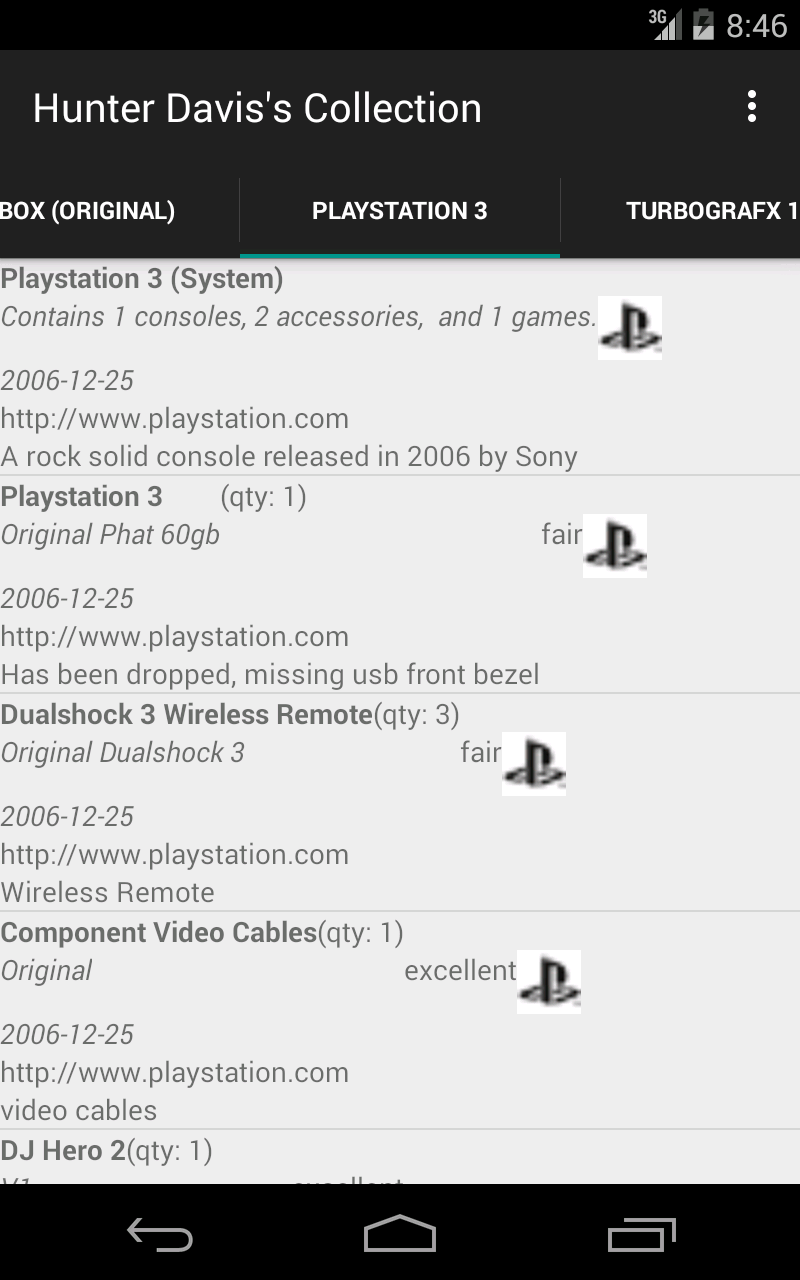 3G 8:46
Hunter Davis's Collection
BOX (ORIGINAL) PLAYSTATION 3 TURBOGRAFX 1
Playstation 3 (System)
Contains 1 consoles, 2 accessories,  and 1 games.
2006-12-25
http://www.playstation.com
A rock solid console released in 2006 by Sony
Playstation 3 (qty: 1)
Original Phat 60gb fair
2006-12-25
http://www.playstation.com
Has been dropped, missing usb front bezel
Dualshock 3 Wireless Remote(qty: 3)
Original Dualshock 3 fair
2006-12-25
http://www.playstation.com
Wireless Remote
Component Video Cables(qty: 1)
Original excellent
2006-12-25
http://www.playstation.com
video cables
DJ Hero 2(qty: 1)
V1 excellent